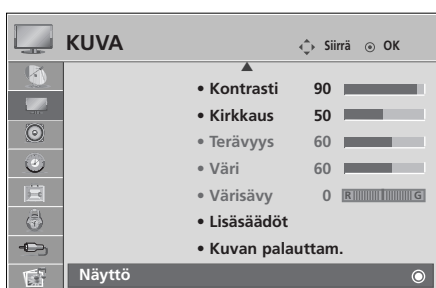 KUVA Siirrä OK
• Kontrasti 90
• Kirkkaus 50
• Terävyys 60
• Väri 60
• Värisävy 0 R G
• Lisäsäädöt
• Kuvan palauttam.
Näyttö